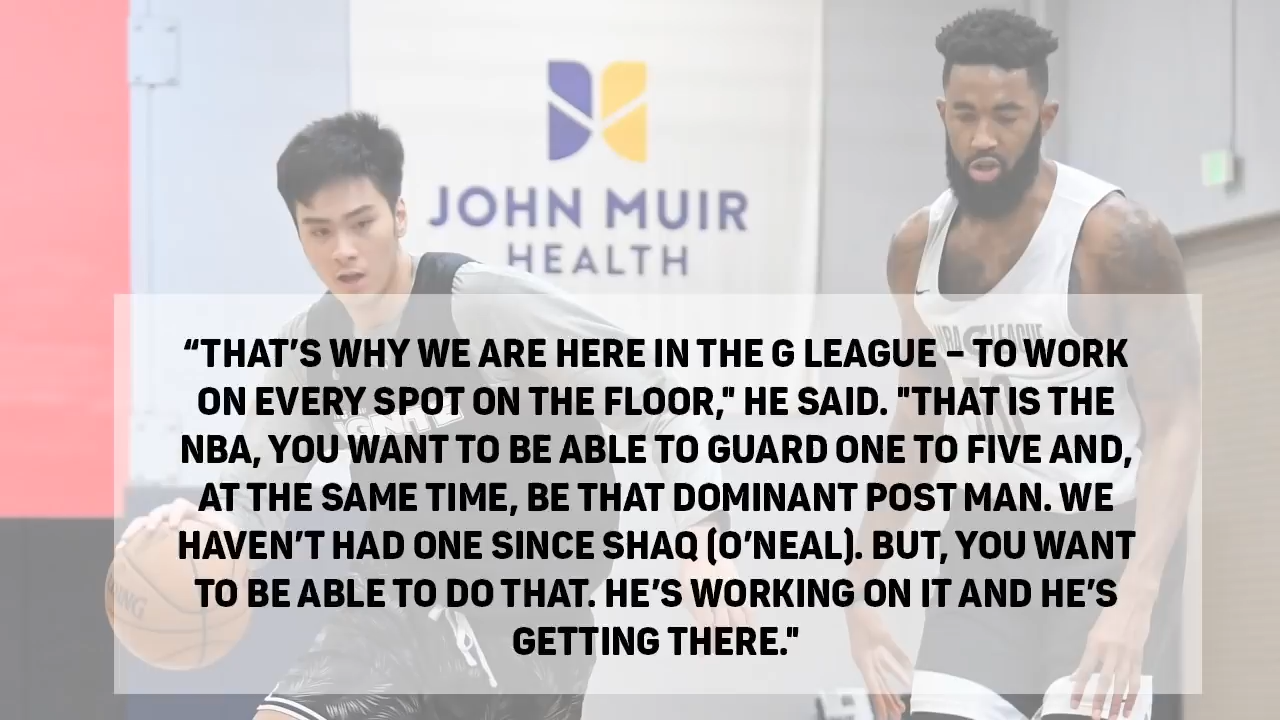 JOHN MUIR
HEALTH
“THAT’S WHY WE ARE HERE IN THE G LEAGUE – TO WORK
ON EVERY SPOT ON THE FLOOR," HE SAID. "THAT IS THE
NBA, YOU WANT TO BE ABLE TO GUARD ONE TO FIVE AND,
AT THE SAME TIME, BE THAT DOMINANT POST MAN. WE
HAVEN’T HAD ONE SINCE SHAQ (O’NEAL). BUT, YOU WANT
TO BE ABLE TO DO THAT. HE’S WORKING ON IT AND HE’S
GETTING THERE."
NBA G LEAGUE
IGNITE